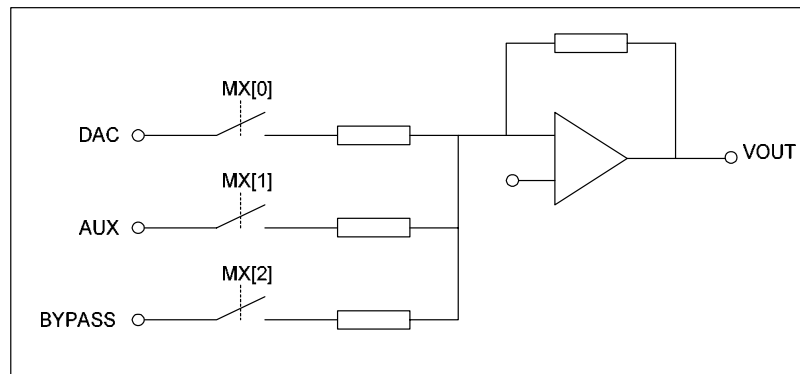 MX[0]
DAC
VOUT
MX[1]
AUX
MX[2]
BYPASS